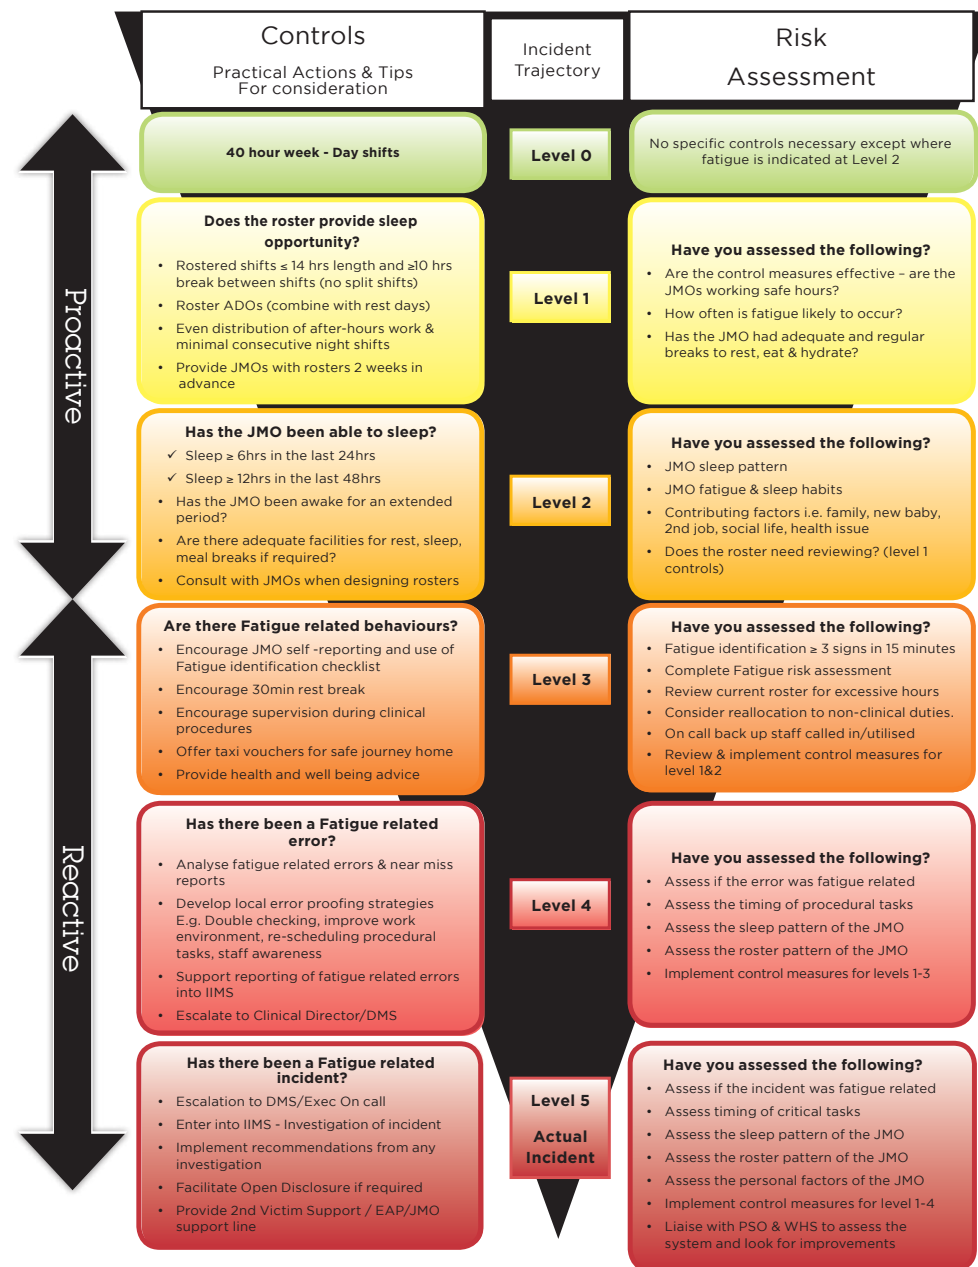 Controls
Practical Actions & Tips
For consideration
Incident
Trajectory
Risk
Assessment
Proactive
40 hour week - Day shifts
Level 0
No specific controls necessary except where
fatigue is indicated at Level 2
Does the roster provide sleep
opportunity?
• Rostered shifts ≤ 14 hrs length and ≥10 hrs
break between shifts (no split shifts)
• Roster ADOs (combine with rest days)
• Even distribution of after-hours work &
minimal consecutive night shifts
• Provide JMOs with rosters 2 weeks in
advance
Level 1
Have you assessed the following?
• Are the control measures effective – are the
JMOs working safe hours?
• How often is fatigue likely to occur?
• Has the JMO had adequate and regular
breaks to rest, eat & hydrate?
Has the JMO been able to sleep?
✓ Sleep ≥ 6hrs in the last 24hrs
✓ Sleep ≥ 12hrs in the last 48hrs
• Has the JMO been awake for an extended
period?
• Are there adequate facilities for rest, sleep,
meal breaks if required?
• Consult with JMOs when designing rosters
Level 2
Have you assessed the following?
• JMO sleep pattern
• JMO fatigue & sleep habits
• Contributing factors i.e. family, new baby,
2nd job, social life, health issue
• Does the roster need reviewing? (level 1
controls)
Reactive
Are there Fatigue related behaviours?
• Encourage JMO self -reporting and use of
Fatigue identification checklist
• Encourage 30min rest break
• Encourage supervision during clinical
procedures
• Offer taxi vouchers for safe journey home
• Provide health and well being advice
Level 3
Have you assessed the following?
• Fatigue identification ≥ 3 signs in 15 minutes
• Complete Fatigue risk assessment
• Review current roster for excessive hours
• Consider reallocation to non-clinical duties.
• On call back up staff called in/utilised
• Review & implement control measures for
level 1&2
Has there been a Fatigue related
error?
• Analyse fatigue related errors & near miss
reports
• Develop local error proofing strategies
E.g. Double checking, improve work
environment, re-scheduling procedural
tasks, staff awareness
• Support reporting of fatigue related errors
into IIMS
• Escalate to Clinical Director/DMS
Level 4
Have you assessed the following?
• Assess if the error was fatigue related
• Assess the timing of procedural tasks
• Assess the sleep pattern of the JMO
• Assess the roster pattern of the JMO
• Implement control measures for levels 1-3
Has there been a Fatigue related
incident?
• Escalation to DMS/Exec On call
• Enter into IIMS - Investigation of incident
• Implement recommendations from any
investigation
• Facilitate Open Disclosure if required
• Provide 2nd Victim Support / EAP/JMO
support line
Level 5
Actual
Incident
Have you assessed the following?
• Assess if the incident was fatigue related
• Assess timing of critical tasks
• Assess the sleep pattern of the JMO
• Assess the roster pattern of the JMO
• Assess the personal factors of the JMO
• Implement control measures for level 1-4
• Liaise with PSO & WHS to assess the
system and look for improvements